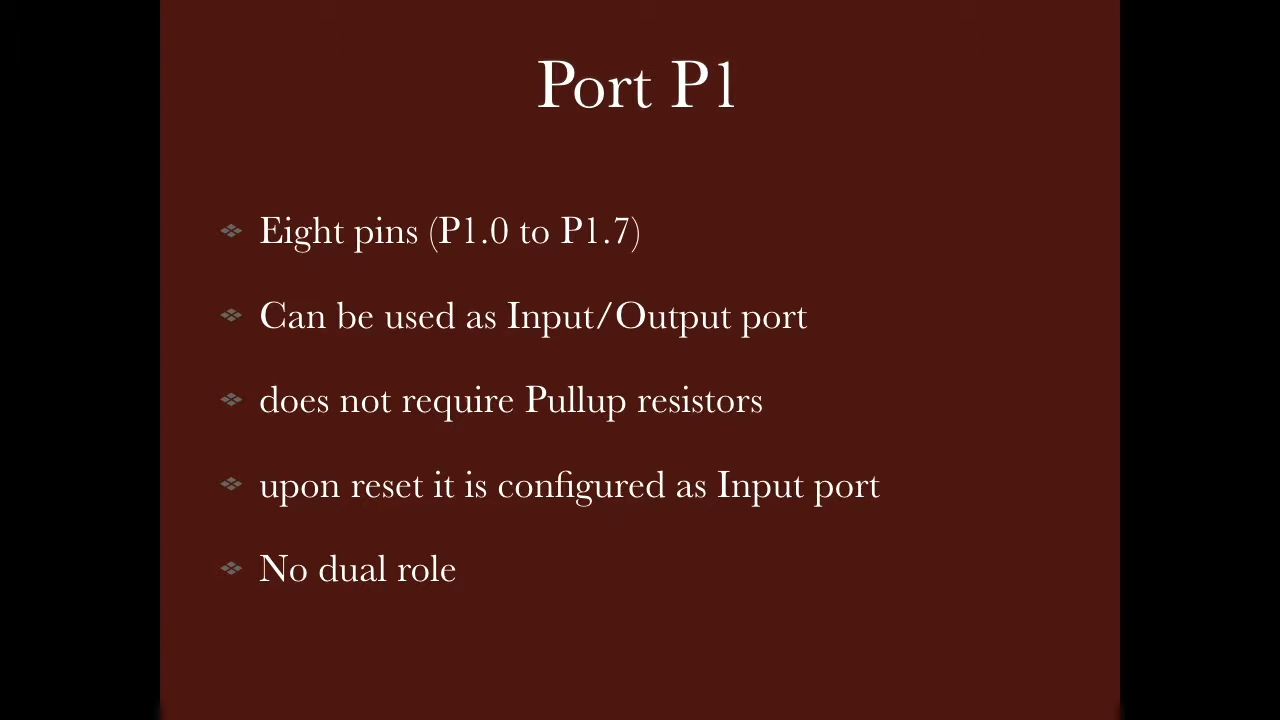 Port P1
Eight pins (P1.0 to P1.7)
Can be used as Input/Output port
does not require Pullup resistors
upon reset it is configured as Input port
No dual role